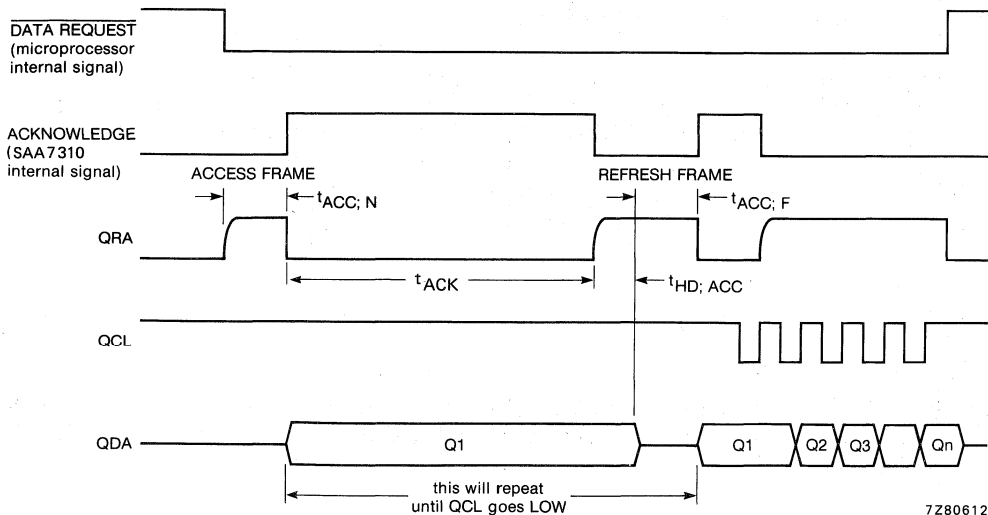 DATA REQUEST
(microprocessor
internal signal)
ACKNOWLEDGE
(SAA7310
internal signal)
ACCESS FRAME
REFRESH FRAME
tACC; N
tACC; F
QRA
tACK
tHD; ACC
QCL
QDA
Q1
Q1
Q2
Q3
Qn
this will repeat
until QCL goes LOW
7Z80612